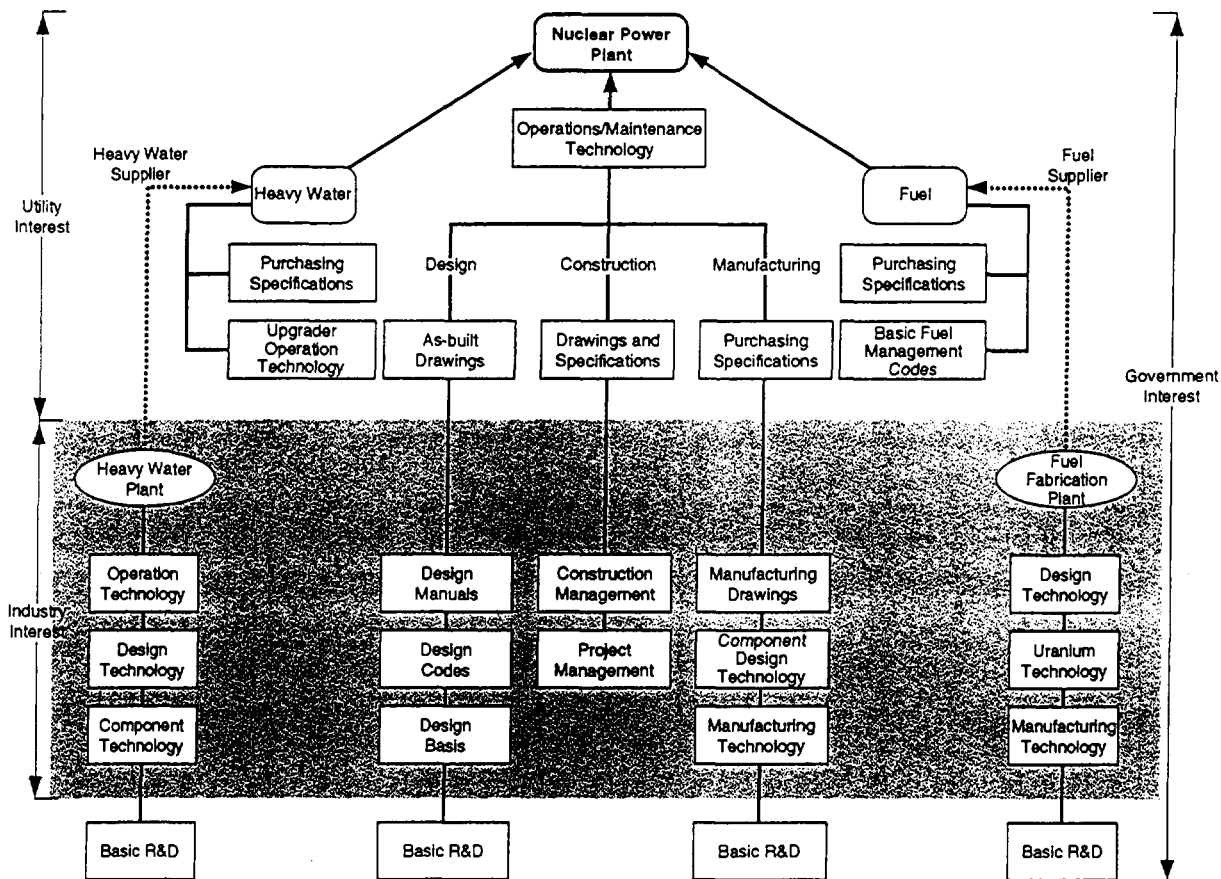 Nuclear Power
Plant
Operations/Maintenance
Technology
Heavy Water
Supplier
Fuel
Supplier
Heavy Water
Fuel
Utility
Interest
Purchasing
Specifications
Design
Construction
Manufacturing
Purchasing
Specifications
Upgrader
Operation
Technology
As-built
Drawings
Drawings and
Specifications
Purchasing
Specifications
Basic Fuel
Management
Codes
Government
Interest
Heavy Water
Plant
Fuel
Fabrication
Plant
Operation
Technology
Design
Manuals
Construction
Management
Manufacturing
Drawings
Design
Technology
Industry
Interest
Design
Technology
Design
Codes
Project
Management
Component
Design
Technology
Uranium
Technology
Component
Technology
Design
Basis
Manufacturing
Technology
Manufacturing
Technology
Basic R&D
Basic R&D
Basic R&D
Basic R&D